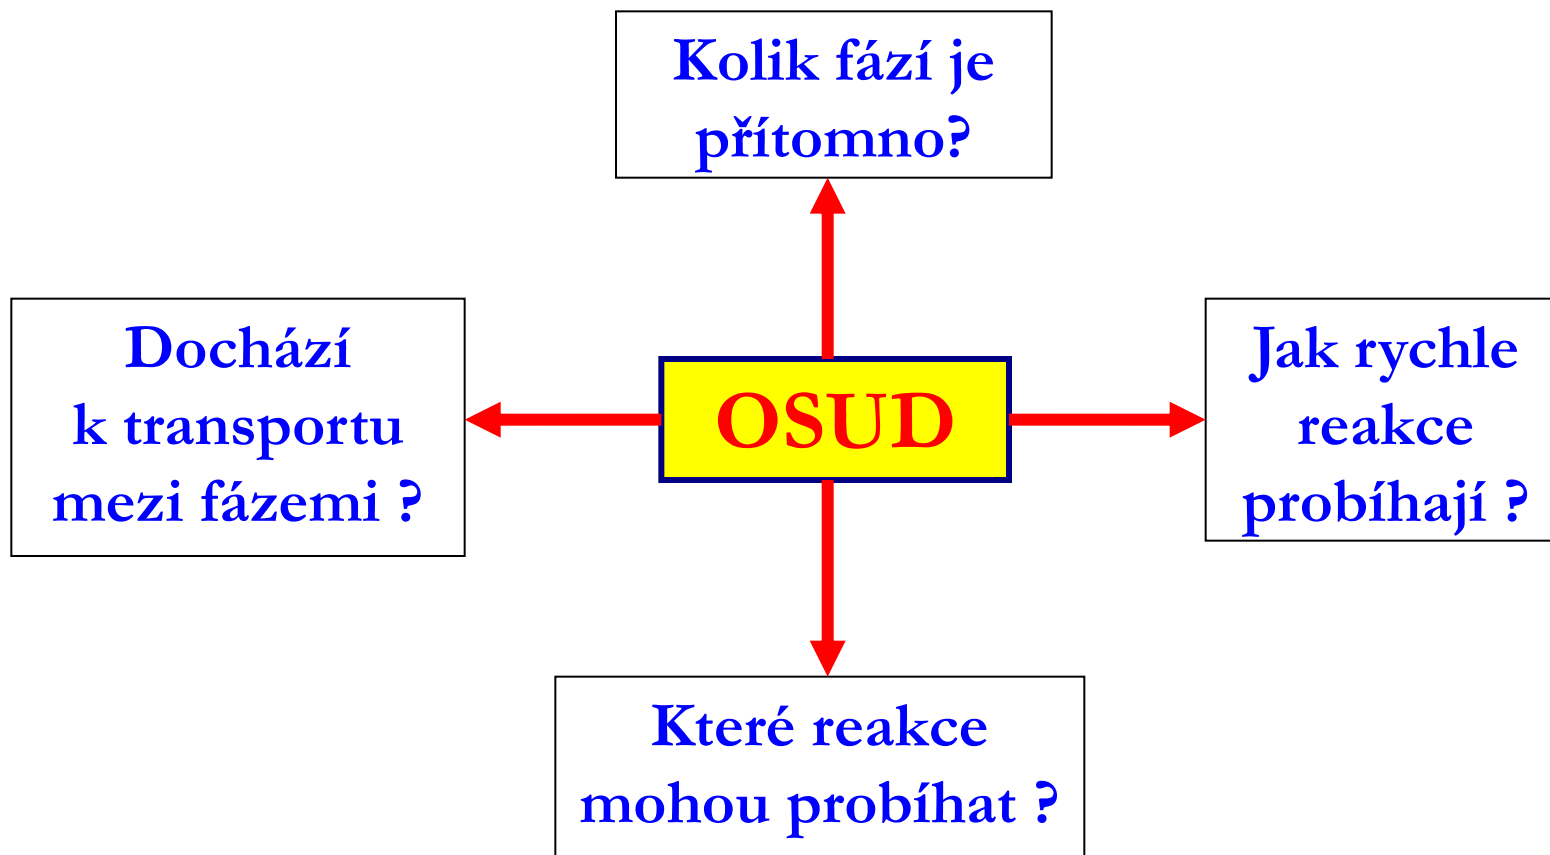 Kolik fází je
přítomno?
Dochází
k transportu
mezi fázemi ?
OSUD
Jak rychle
reakce
probíhají ?
Které reakce
mohou probíhat ?